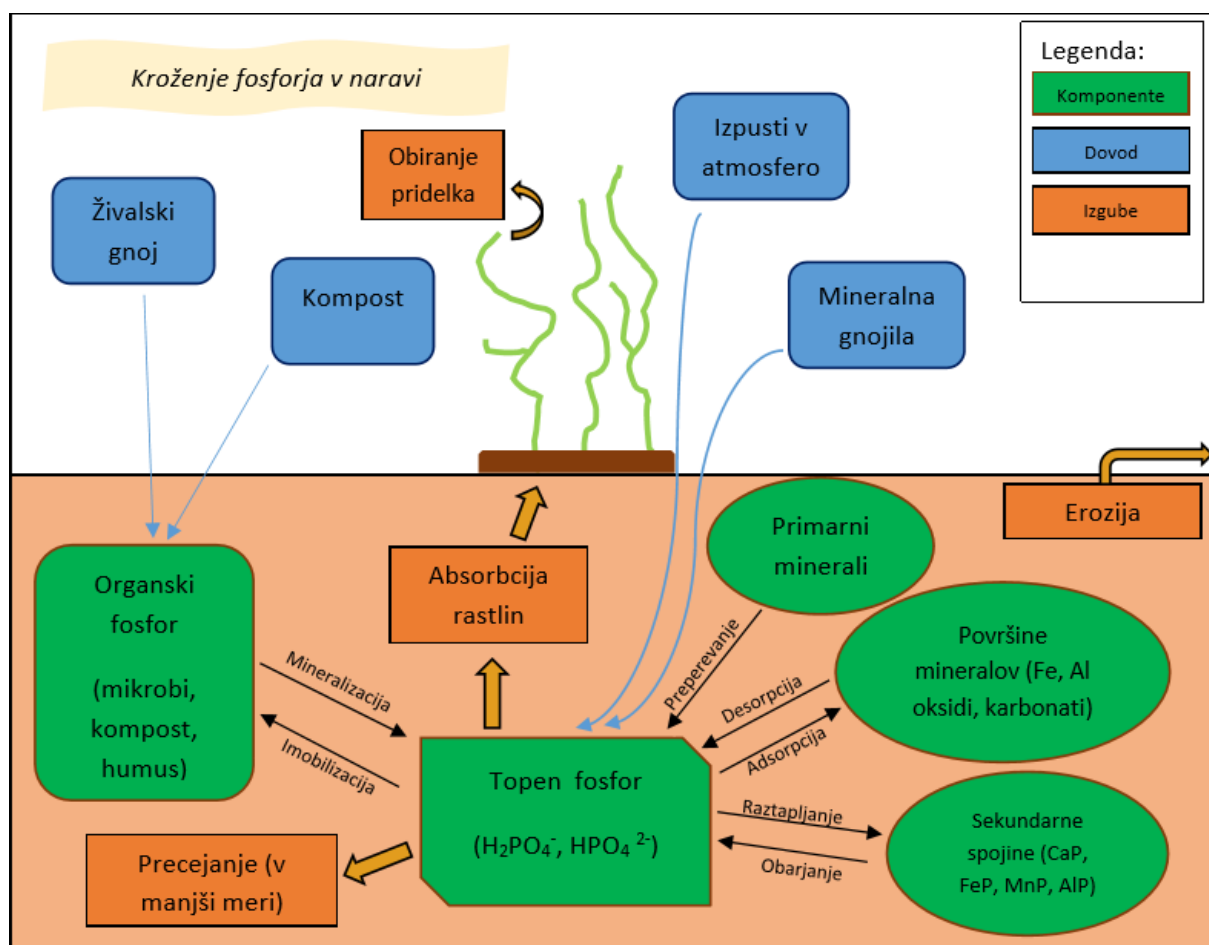 Kroženje fosforja v naravi
Legenda:
Komponente
Dovod
Izgube
Obiranje
pridelka
Izpusti v
atmosfero
Živalski
gnoj
Kompost
Mineralna
gnojila
Erozija
Primarni
minerali
Organski
fosfor
(mikrobi,
kompost,
humus)
Absorbcija
rastlin
Površine
mineralov (Fe, Al
oksidi, karbonati)
Mineralizacija
Imobilizacija
Preperevanje
Desorpcija
Adsorpcija
Topen fosfor
(H₂PO₄⁻, HPO₄ ²⁻)
Raztapljanje
Obarjanje
Sekundarne
spojine (CaP,
FeP, MnP, AlP)
Precejanje (v
manjši meri)